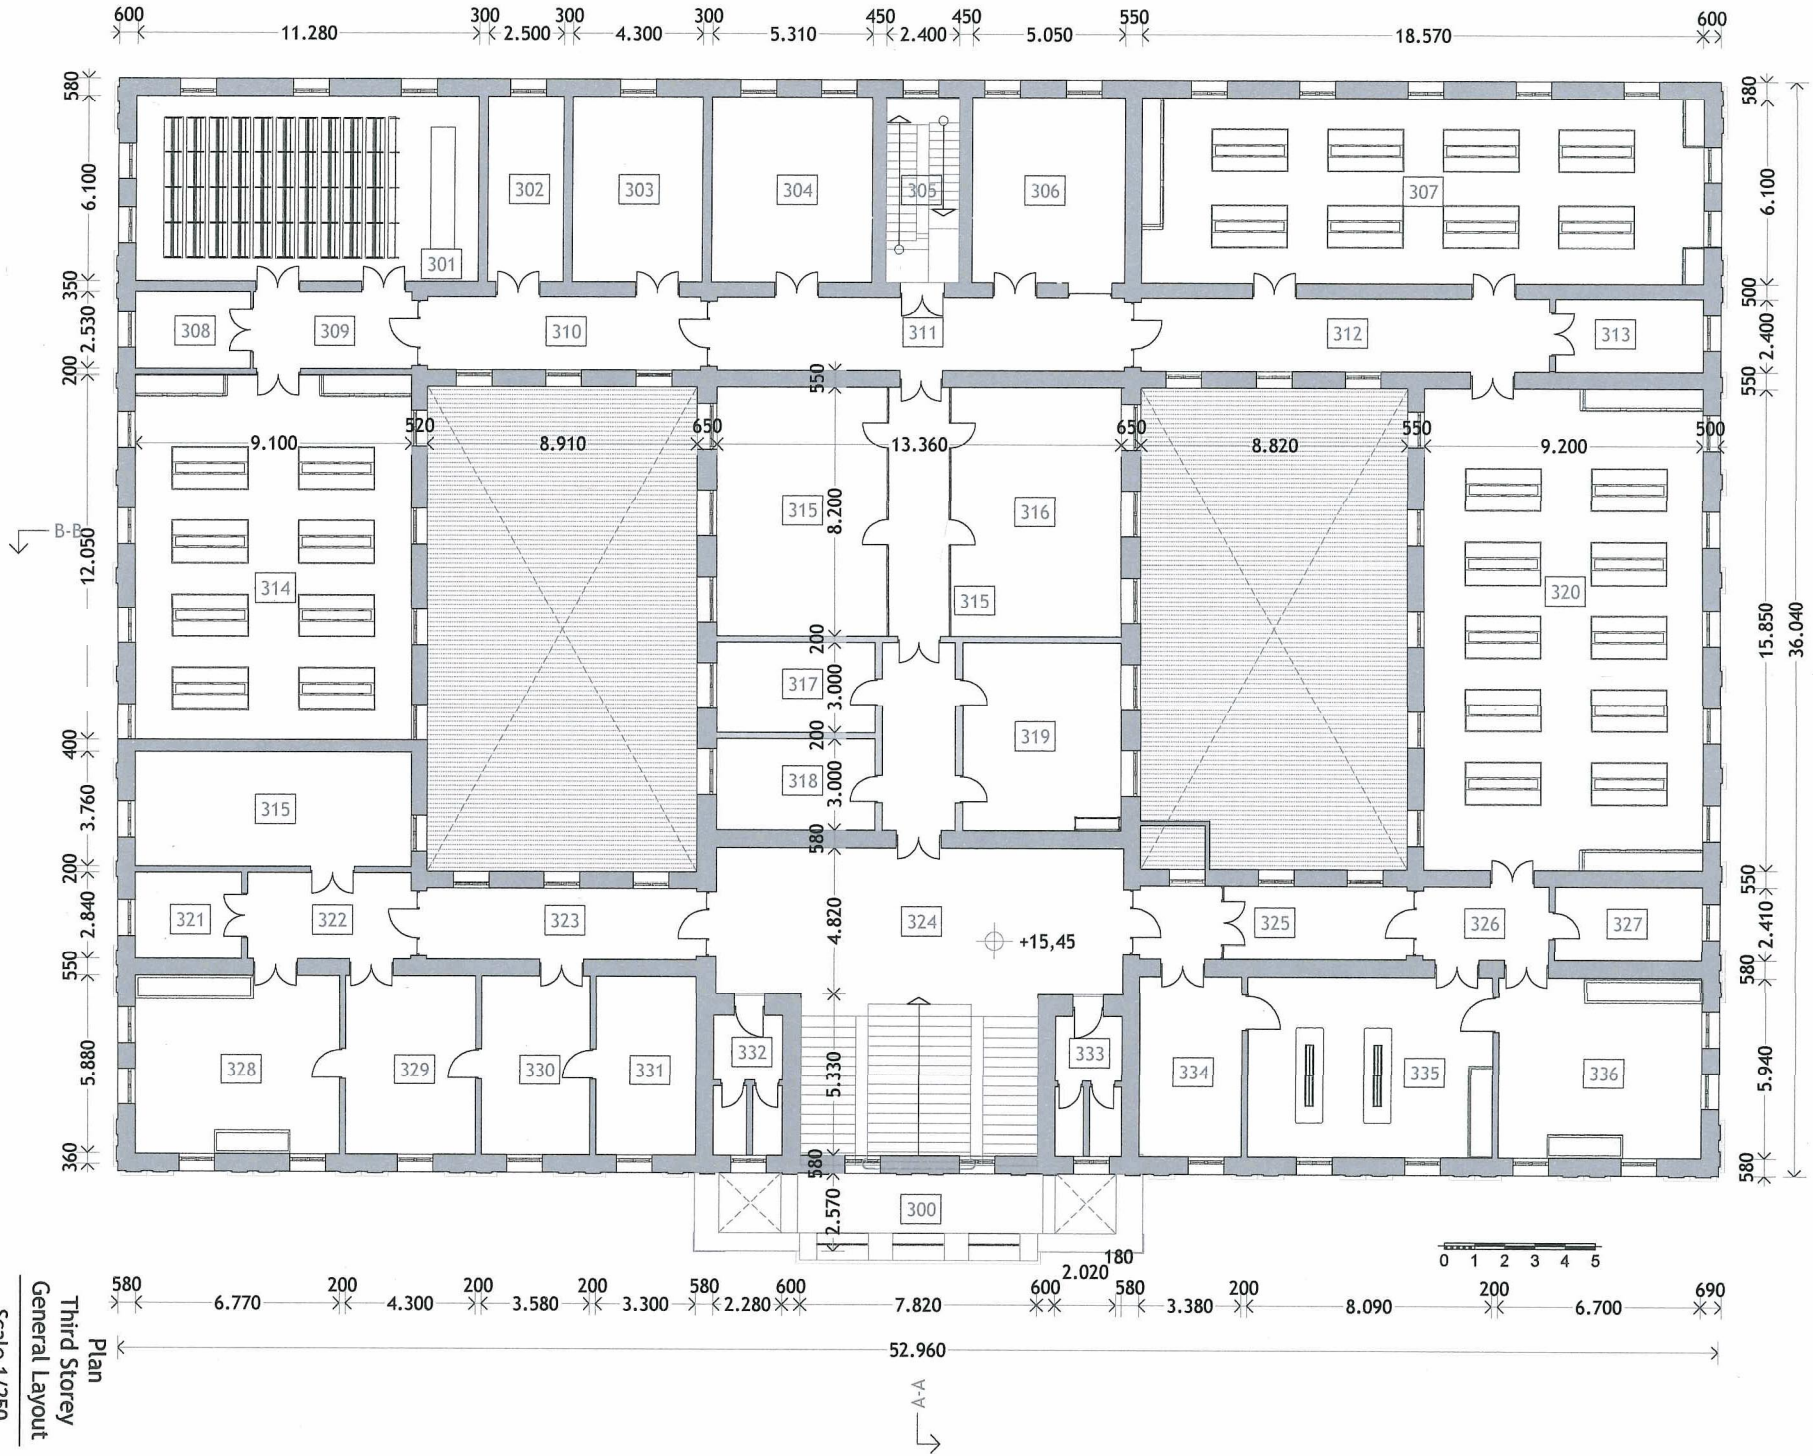 600 300 300 300 450 450 550 600
11.280 2.500 4.300 5.310 2.400 5.050 18.570
580 6.100 350 2.530 200 12.050 400 3.760 200 2.840 550 5.880 360
580 6.100 500 2.400 550 15.850 550 2.410 580 5.940 580
36.040
301 302 303 304 305 306 307
308 309 310 311 312 313
550
520 650 650 550 500
9.100 8.910 13.360 8.820 9.200
B-B
314 315 8.200 316 320
315
200
317 3.000
200
319
318 3.000
315
580
321 322 323 324 4.820 +15,45 325 326 327
328 329 330 331 332 5.330 333 334 335 336
580
300 2.570
180
2.020
0 1 2 3 4 5
580 200 200 200 580 600 600 580 200 200 690
6.770 4.300 3.580 3.300 2.280 7.820 3.380 8.090 6.700
52.960
A-A
Plan
Third Storey
General Layout